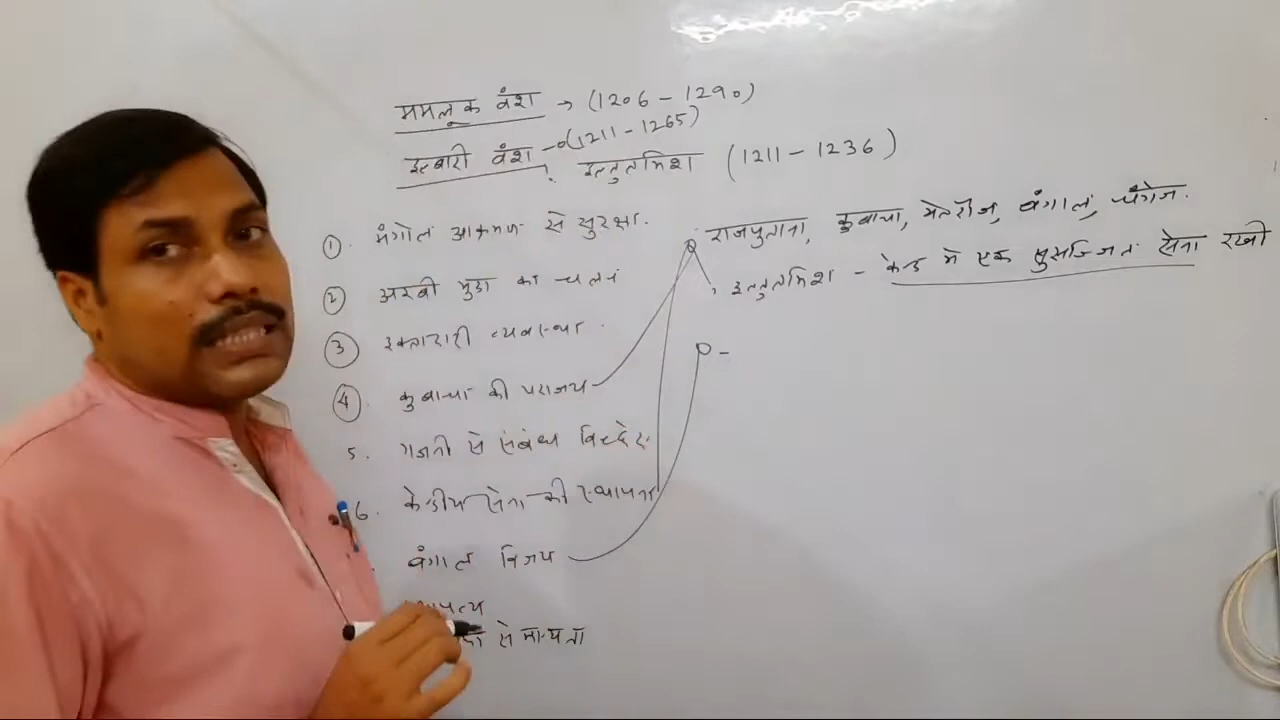 ममलूक वंश → (1206 - 1290)
इल्बारी वंश → (1211 - 1265)
इल्तुतमिश (1211 - 1236)
① मंगोल आक्रमण से सुरक्षा.
② अरबी मुद्रा का चलन
③ इक्तादारी व्यवस्था
④ कुबाचा की पराजय
5. गजनी से संबंध विच्छेद
6. केन्द्रीय सेना की स्थापना
बंगाल विजय
से मान्यता
राजपुताना, कुबाचा, बंगाल, चंगेज.
इल्तुतमिश - केन्द्र मे एक सुसज्जित सेना रखी